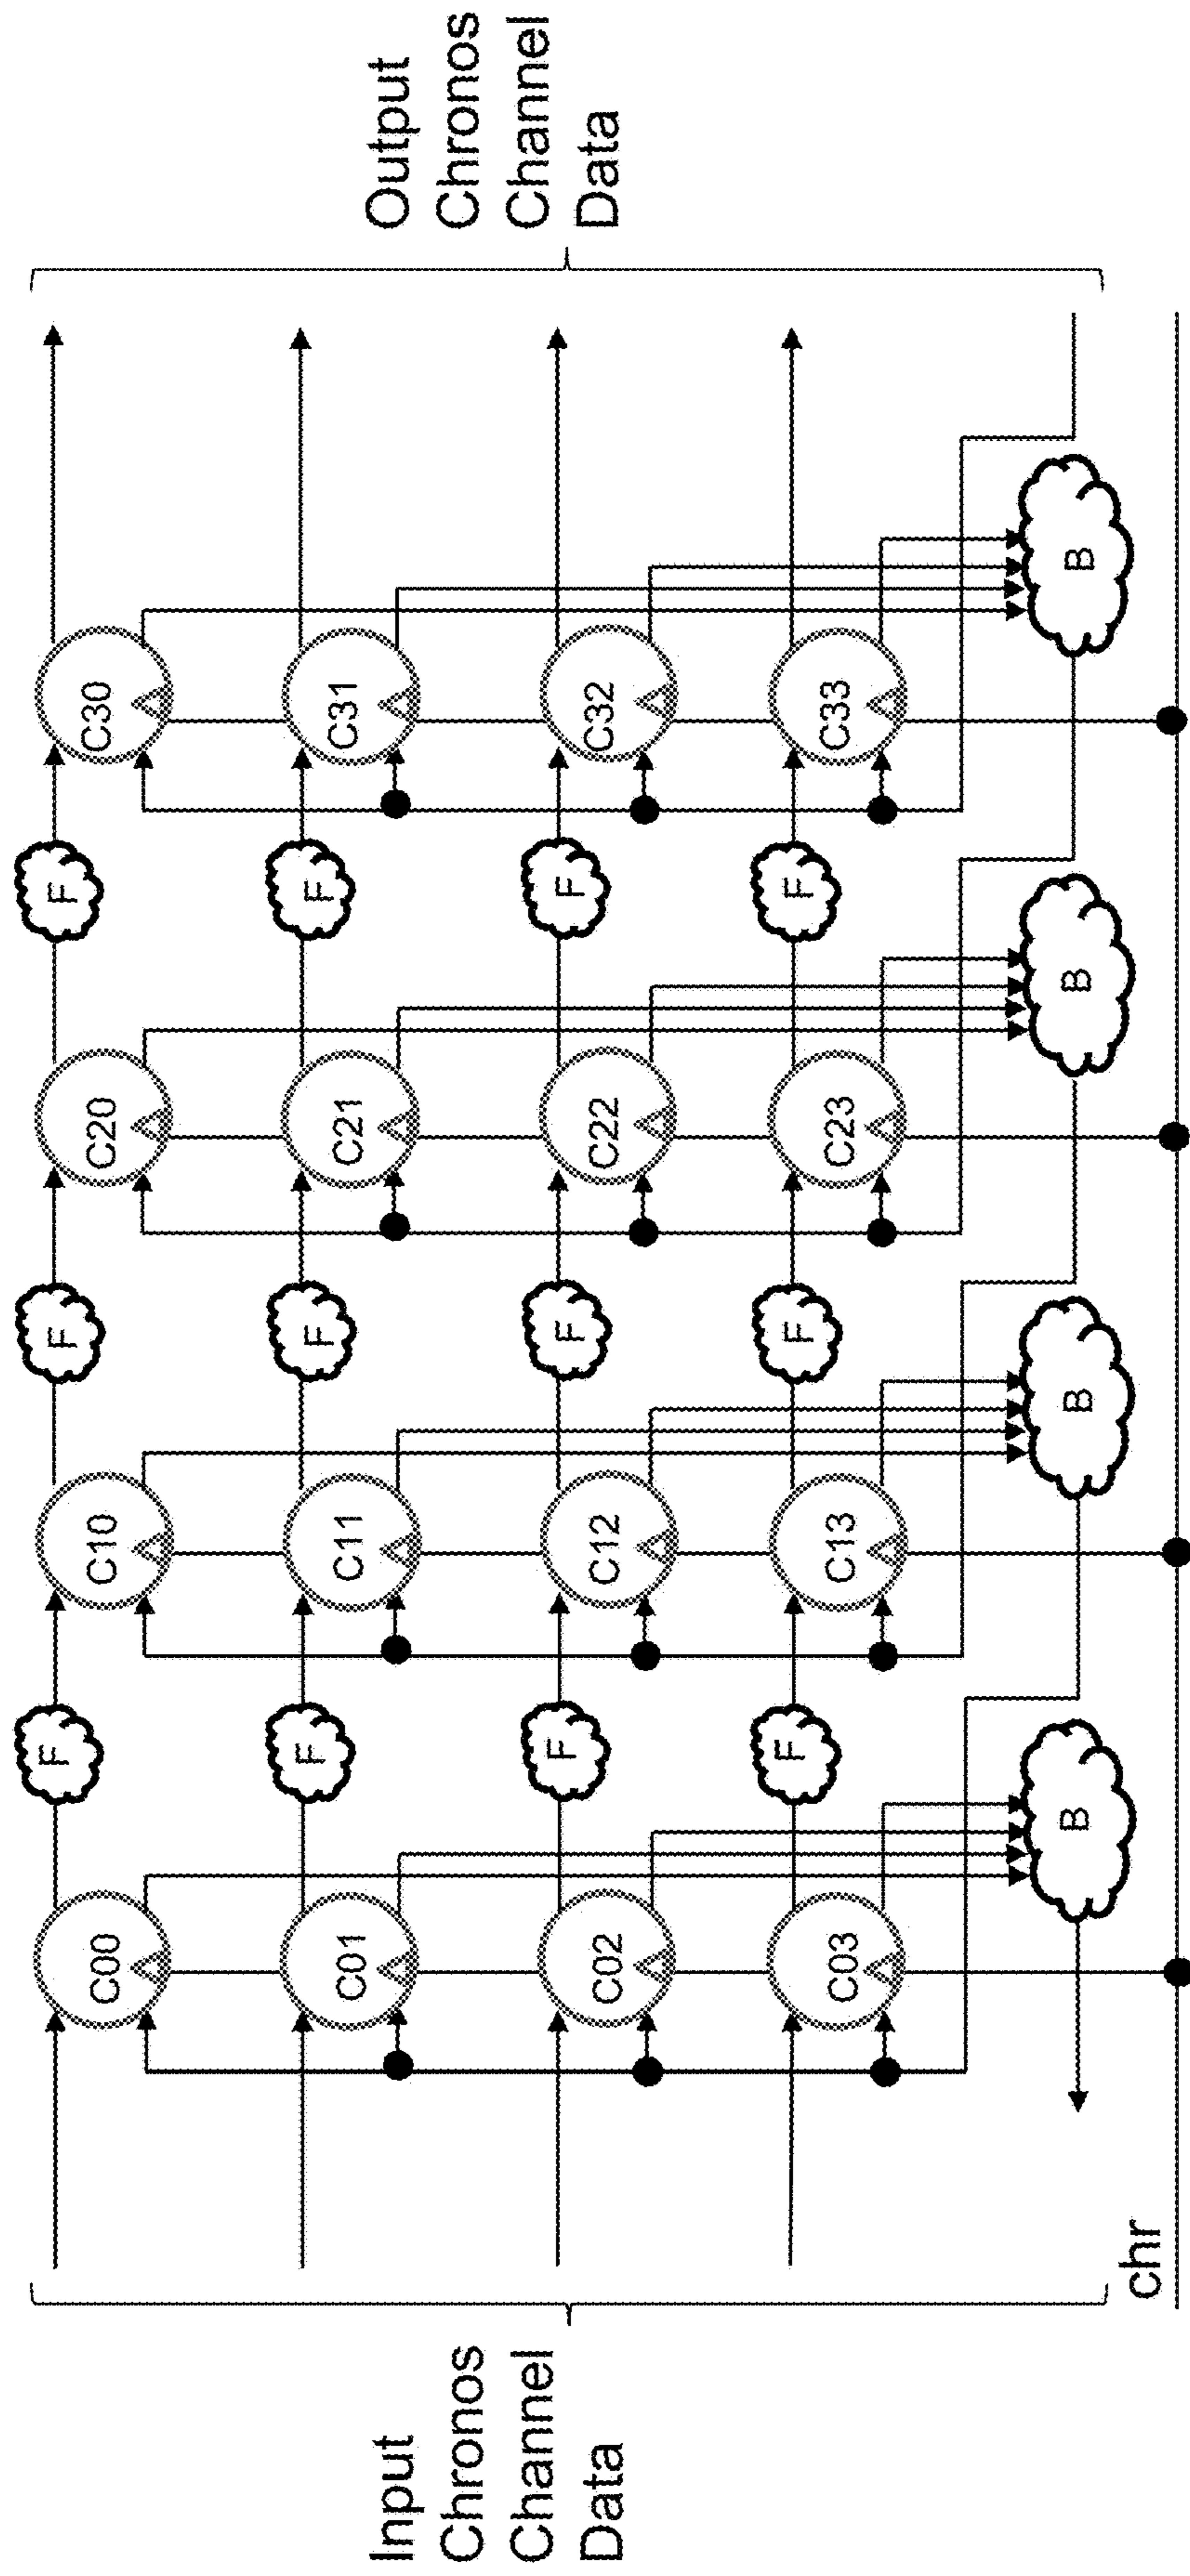 Input
Chronos
Channel
Data
Output
Chronos
Channel
Data
C00
F
C10
F
C20
F
C30
C01
F
C11
F
C21
F
C31
C02
F
C12
F
C22
F
C32
C03
F
C13
F
C23
F
C33
B
B
B
B
chr